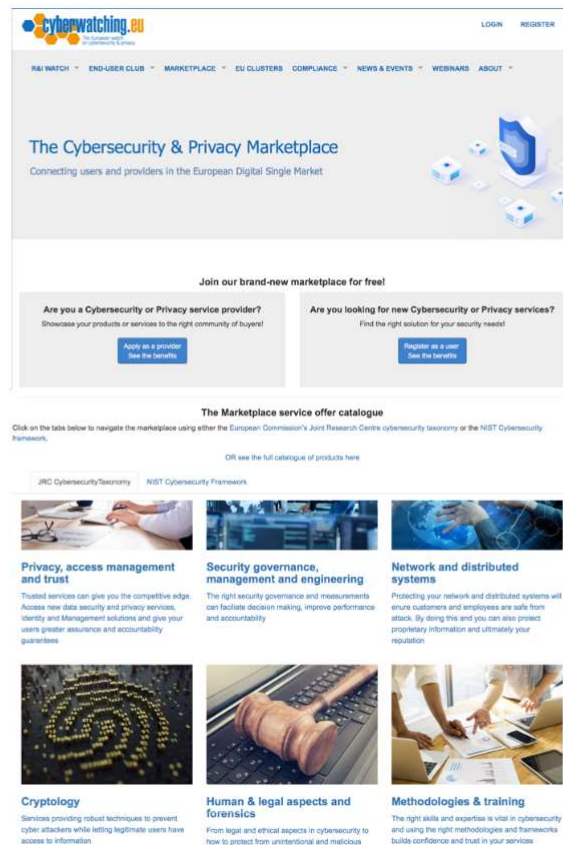 cyberwatching.eu
The European watch
on cybersecurity & privacy
LOGIN REGISTER
R&I WATCH END-USER CLUB MARKETPLACE EU CLUSTERS COMPLIANCE NEWS & EVENTS WEBINARS ABOUT
The Cybersecurity & Privacy Marketplace
Connecting users and providers in the European Digital Single Market
Join our brand-new marketplace for free!
Are you a Cybersecurity or Privacy service provider?
Showcase your products or services to the right community of buyers!
Apply as a provider
See the benefits
Are you looking for new Cybersecurity or Privacy services?
Find the right solution for your security needs!
Register as a user
See the benefits
The Marketplace service offer catalogue
Click on the tabs below to navigate the marketplace using either the European Commission's Joint Research Centre cybersecurity taxonomy or the NIST Cybersecurity
framework.
OR see the full catalogue of products here
JRC CybersecurityTaxonomy NIST Cybersecurity Framework
Privacy, access management
and trust
Trusted services can give you the competitive edge.
Access new data security and privacy services,
Identity and Management solutions and give your
users greater assurance and accountability
guarantees
Security governance,
management and engineering
The right security governance and measurements
can faciliate decision making, improve performance
and accountability
Network and distributed
systems
Protecting your network and distributed systems will
enure customers and employees are safe from
attack. By doing this and you can also protect
proprietary information and ultimately your
reputation
Cryptology
Services providing robust techniques to prevent
cyber attackers while letting legitimate users have
access to information
Human & legal aspects and
forensics
From legal and ethical aspects in cybersecurity to
how to protect from unintentional and malicious
Methodologies & training
The right skills and expertise is vital in cybersecurity
and using the right methodologies and frameworks
builds confidence and trust in your services